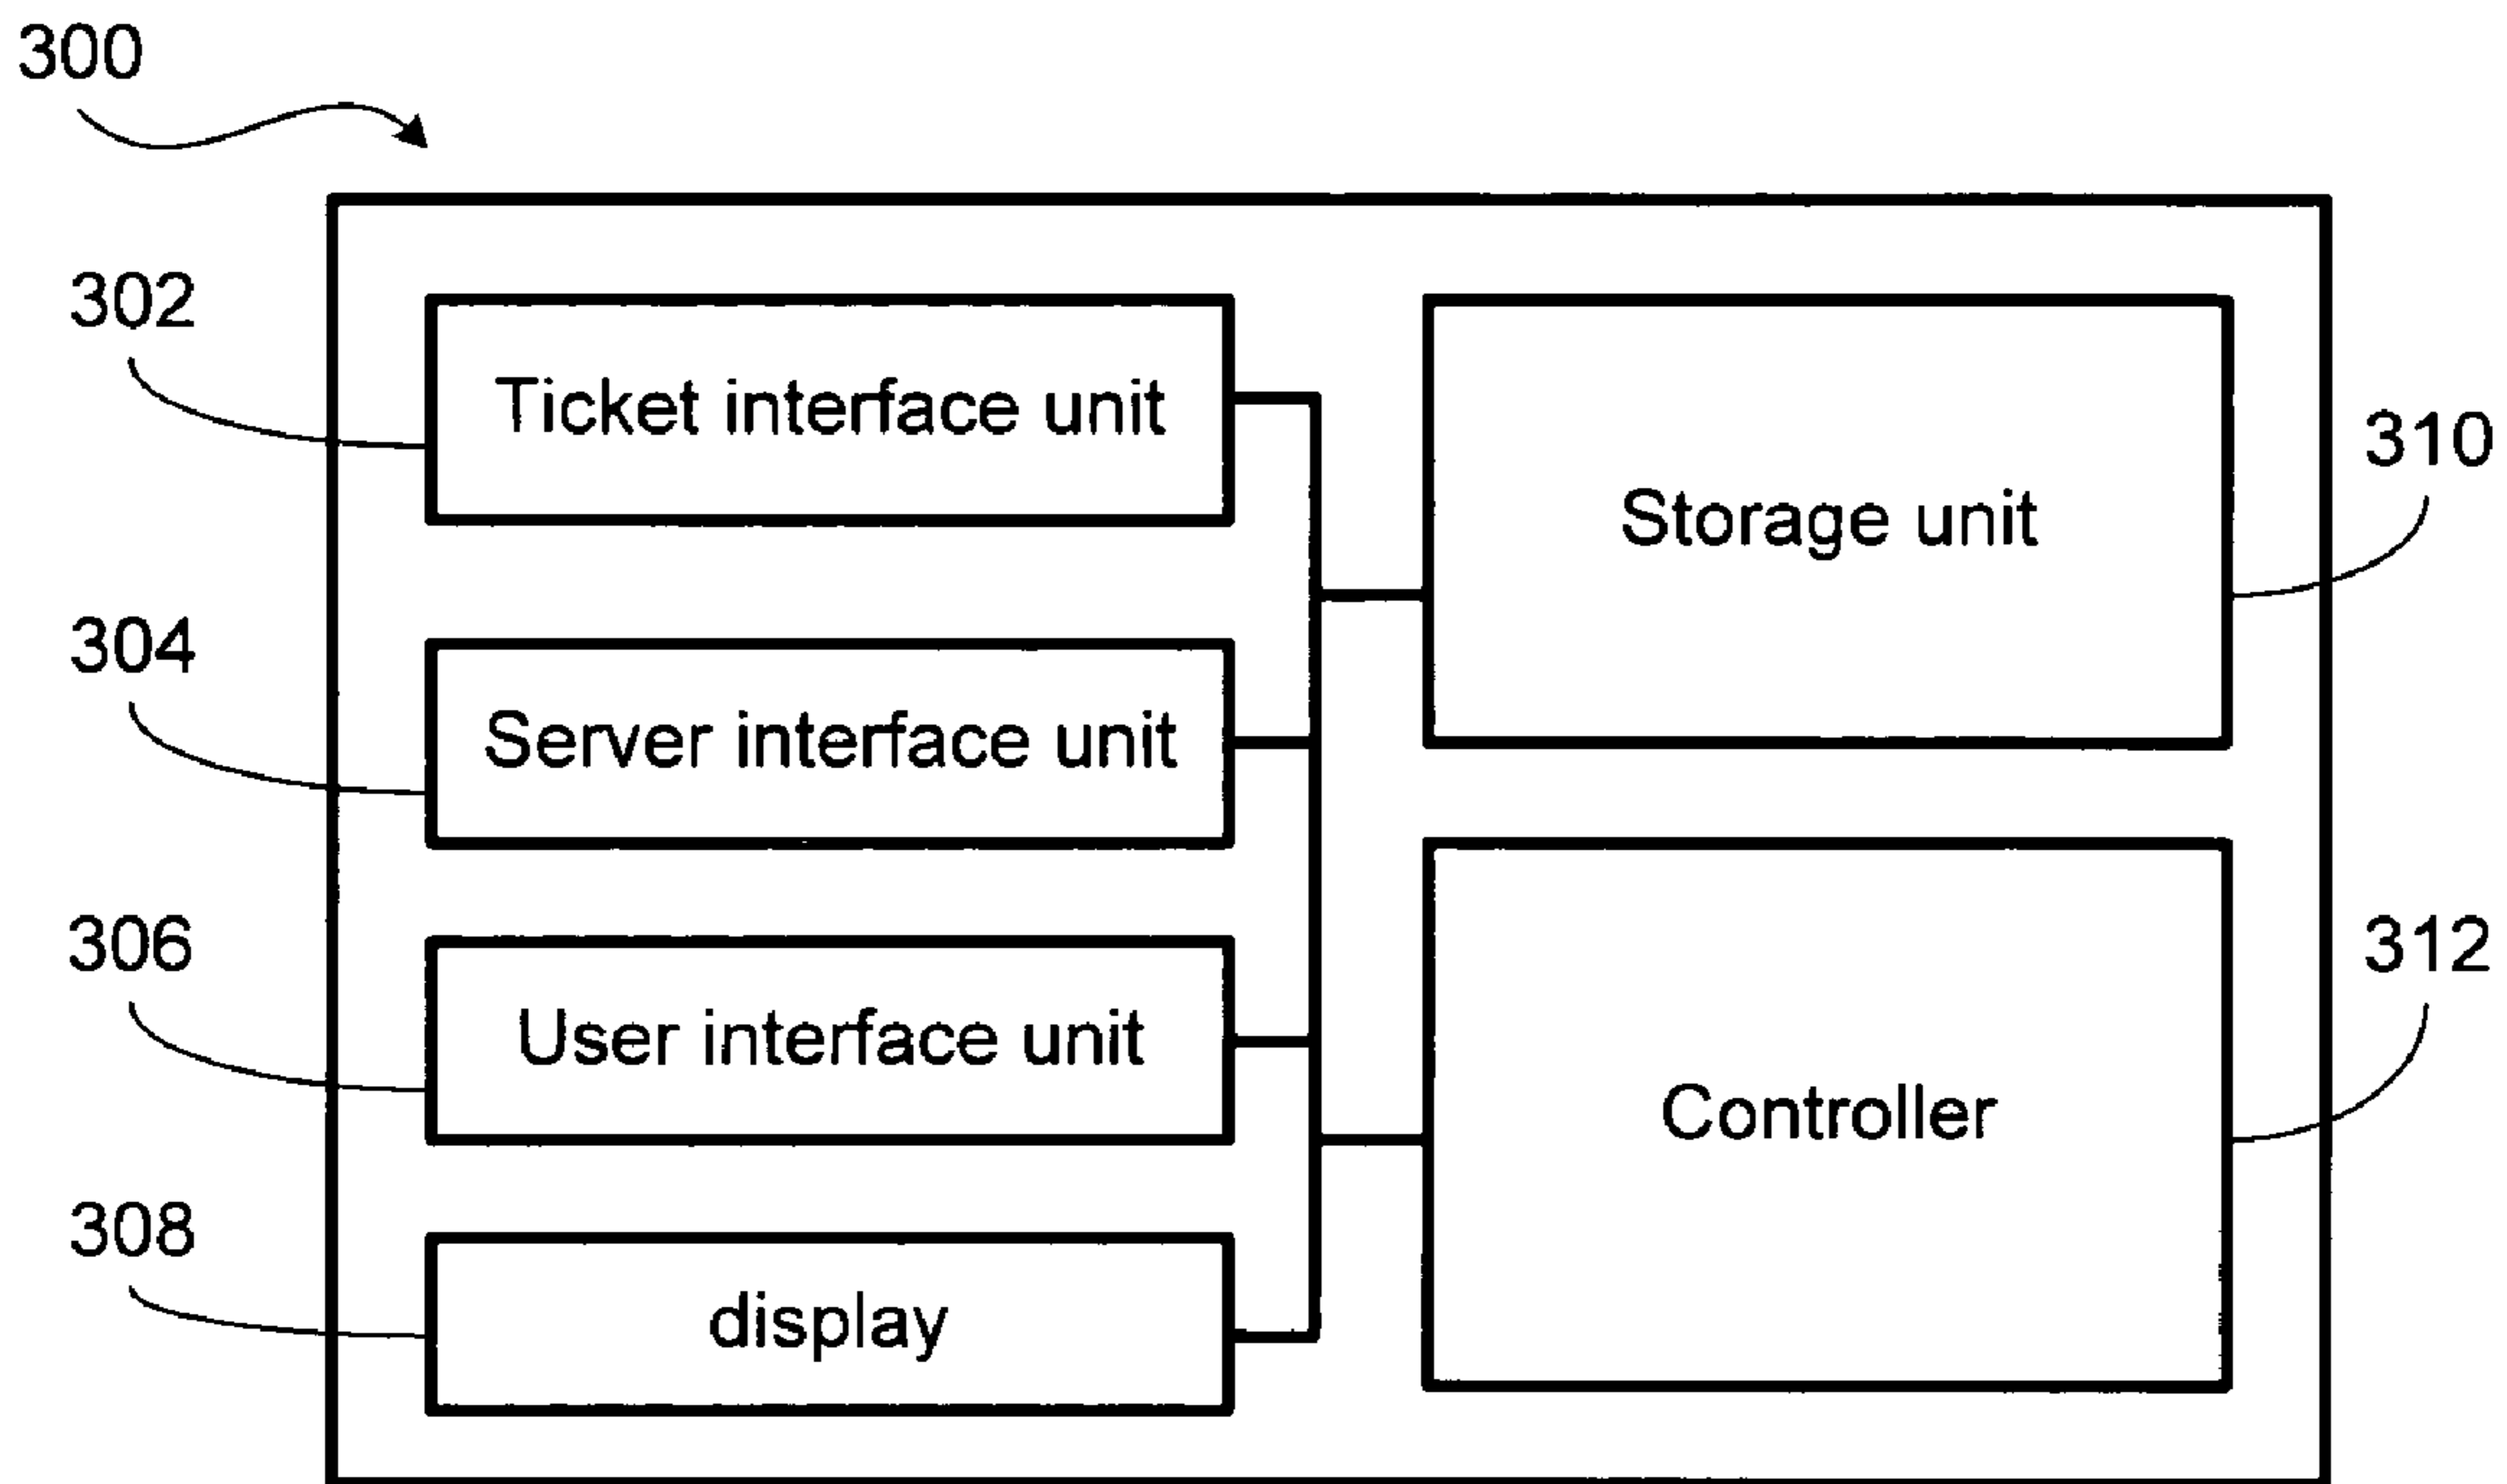 300
302
Ticket interface unit
Storage unit
310
304
Server interface unit
306
User interface unit
312
Controller
308
display